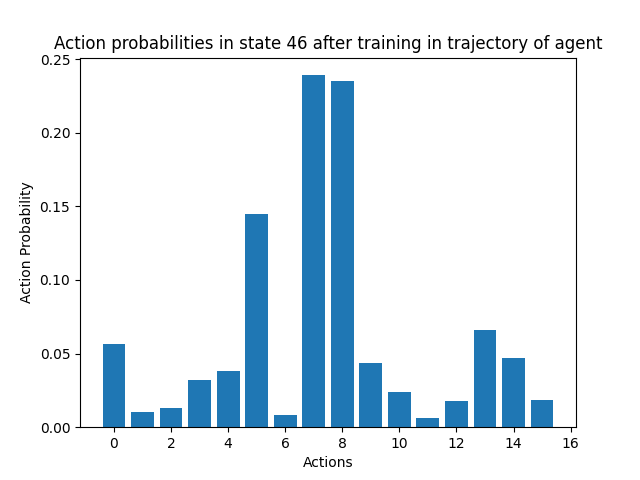 Action probabilities in state 46 after training in trajectory of agent
0.25
0.20
0.15
0.10
0.05
0.00
Action Probability
0 2 4 6 8 10 12 14 16
Actions